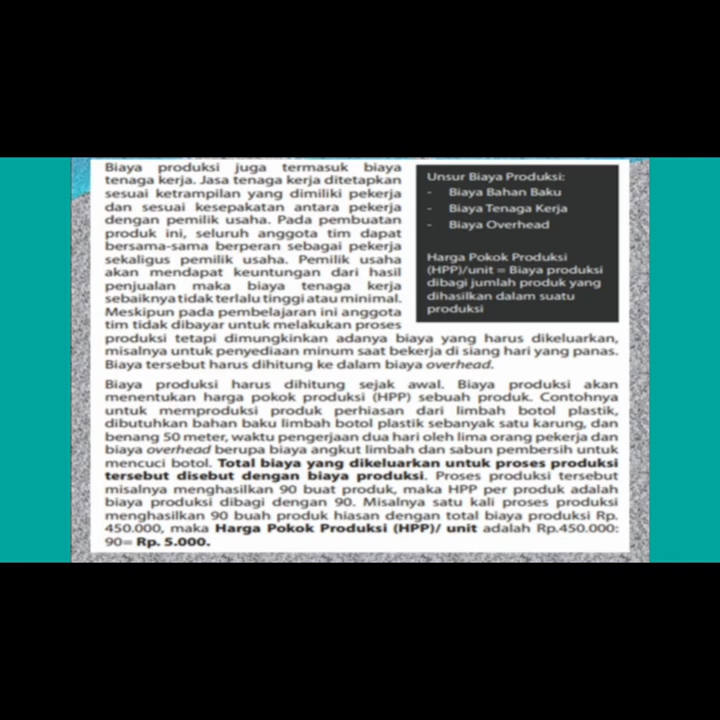 Biaya produksi juga termasuk biaya
tenaga kerja. Jasa tenaga kerja ditetapkan
sesuai ketrampilan yang dimiliki pekerja
dan sesuai kesepakatan antara pekerja
dengan pemilik usaha. Pada pembuatan
produk ini, seluruh anggota tim dapat
bersama-sama berperan sebagai pekerja
sekaligus pemilik usaha. Pemilik usaha
akan mendapat keuntungan dari hasil
penjualan maka biaya tenaga kerja
sebaiknya tidak terlalu tinggi atau minimal.
Meskipun pada pembelajaran ini anggota
tim tidak dibayar untuk melakukan proses
produksi tetapi dimungkinkan adanya biaya yang harus dikeluarkan,
misalnya untuk penyediaan minum saat bekerja di siang hari yang panas.
Biaya tersebut harus dihitung ke dalam biaya overhead.
Unsur Biaya Produksi:
- Biaya Bahan Baku
- Biaya Tenaga Kerja
- Biaya Overhead
Harga Pokok Produksi
(HPP)/unit = Biaya produksi
dibagi jumlah produk yang
dihasilkan dalam suatu
produksi
Biaya produksi harus dihitung sejak awal. Biaya produksi akan
menentukan harga pokok produksi (HPP) sebuah produk. Contohnya
untuk memproduksi produk perhiasan dari limbah botol plastik,
dibutuhkan bahan baku limbah botol plastik sebanyak satu karung, dan
benang 50 meter, waktu pengerjaan dua hari oleh lima orang pekerja dan
biaya overhead berupa biaya angkut limbah dan sabun pembersih untuk
mencuci botol. Total biaya yang dikeluarkan untuk proses produksi
tersebut disebut dengan biaya produksi. Proses produksi tersebut
misalnya menghasilkan 90 buat produk, maka HPP per produk adalah
biaya produksi dibagi dengan 90. Misalnya satu kali proses produksi
menghasilkan 90 buah produk hiasan dengan total biaya produksi Rp.
450.000, maka Harga Pokok Produksi (HPP)/ unit adalah Rp.450.000:
90= Rp. 5.000.